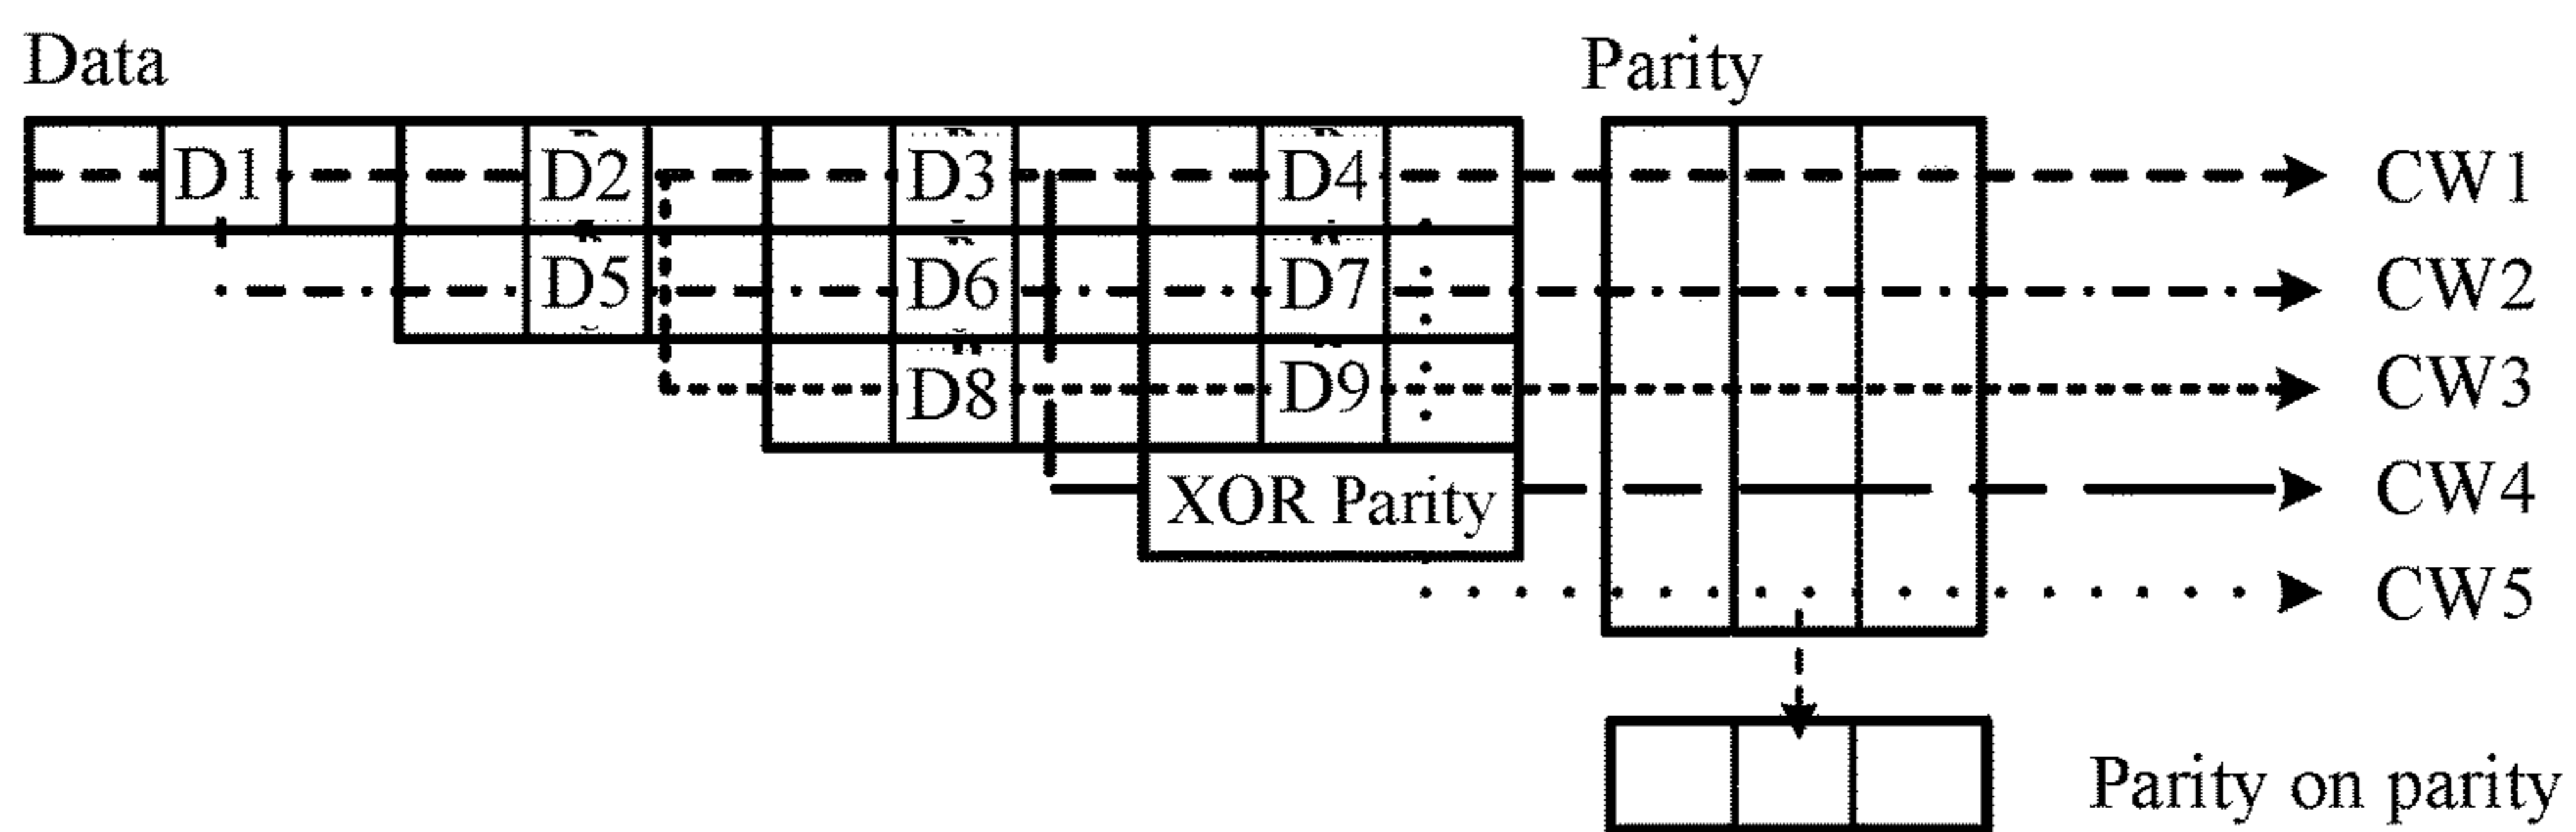 Data Parity
D1 D2 D3 D4 CW1
D5 D6 D7 CW2
D8 D9 CW3
XOR Parity CW4
CW5
Parity on parity